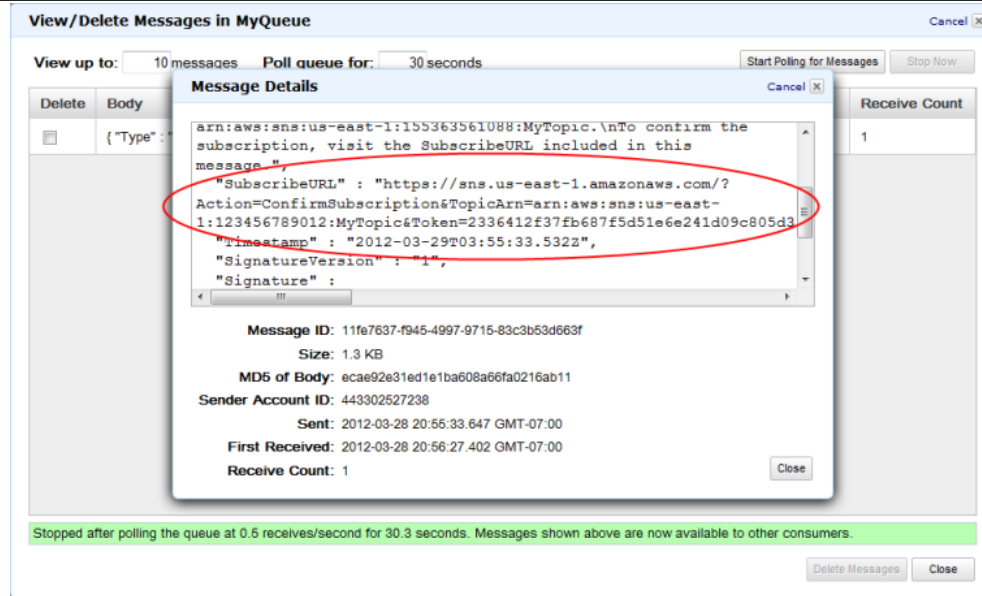 View/Delete Messages in MyQueue
Cancel
View up to: 10 messages Poll queue for: 30 seconds
Start Polling for Messages Stop Now
Message Details
Cancel
Delete Body Receive Count
{ "Type" : "
1
arn:aws:sns:us-east-1:155363561088:MyTopic.\nTo confirm the
subscription, visit the SubscribeURL included in this
message.",
"SubscribeURL" : "https://sns.us-east-1.amazonaws.com/?
Action=ConfirmSubscription&TopicArn=arn:aws:sns:us-east-
1:123456789012:MyTopic&Token=2336412f37fb687f5d51e6e241d09c805d3
"Timestamp" : "2012-03-29T03:55:33.532Z",
"SignatureVersion" : "1",
"Signature" :
Message ID: 11fe7637-f945-4997-9715-83c3b53d663f
Size: 1.3 KB
MD5 of Body: ecae92e31ed1e1ba608a66fa0216ab11
Sender Account ID: 443302527238
Sent: 2012-03-28 20:55:33.647 GMT-07:00
First Received: 2012-03-28 20:56:27.402 GMT-07:00
Receive Count: 1
Close
Stopped after polling the queue at 0.5 receives/second for 30.3 seconds. Messages shown above are now available to other consumers.
Delete Messages Close